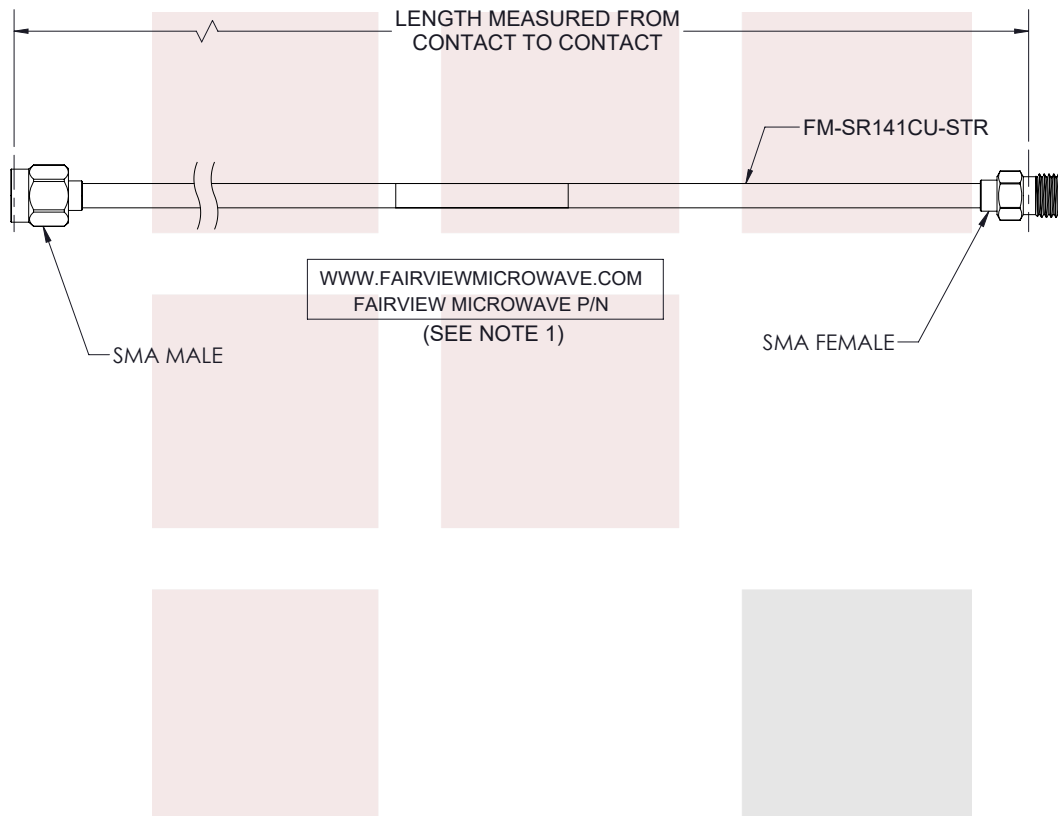 LENGTH MEASURED FROM
CONTACT TO CONTACT
FM-SR141CU-STR
WWW.FAIRVIEWMICROWAVE.COM
FAIRVIEW MICROWAVE P/N
(SEE NOTE 1)
SMA MALE
SMA FEMALE